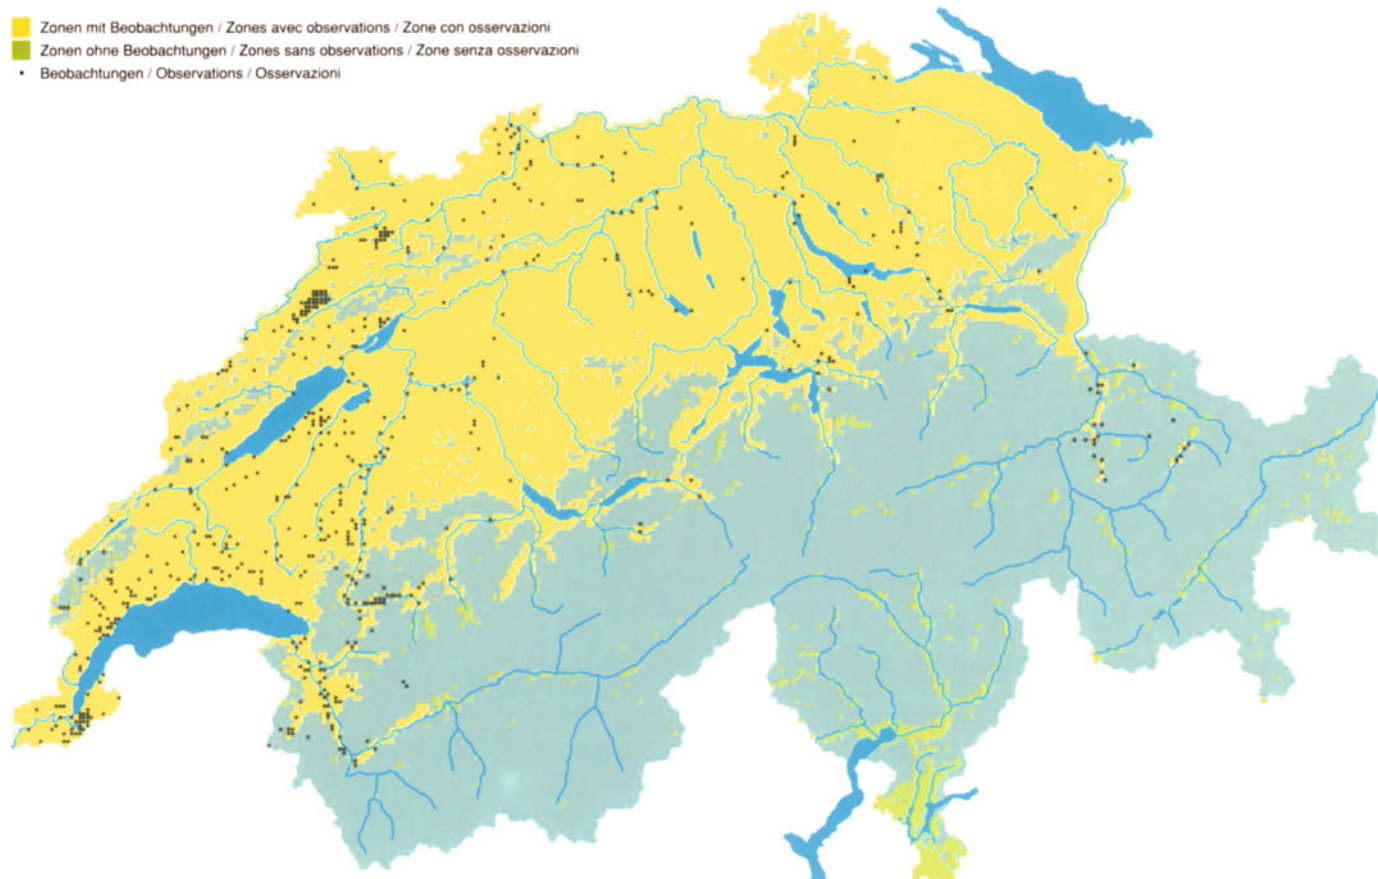 Zonen mit Beobachtungen / Zones avec observations / Zone con osservazioni
Zonen ohne Beobachtungen / Zones sans observations / Zone senza osservazioni
Beobachtungen / Observations / Osservazioni